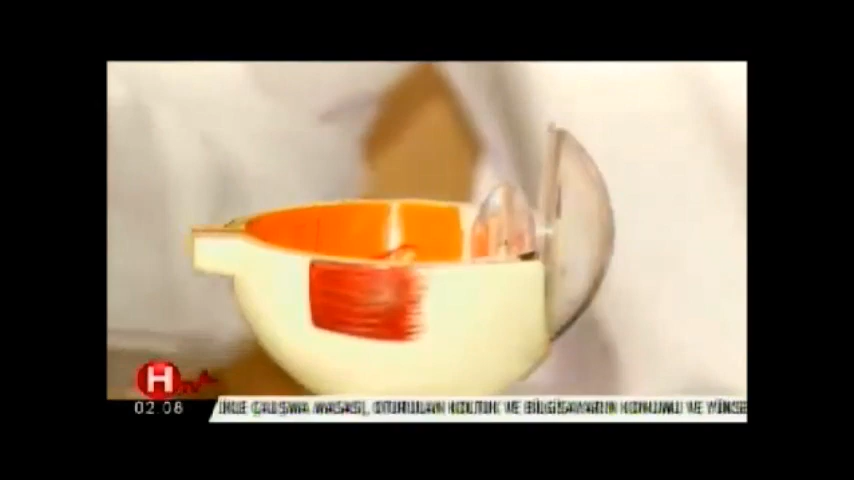 H
02:08
ÇALIŞMA MASASI, OTURULAN KOLTUK VE BİLGİSAYARIN KONUMU VE